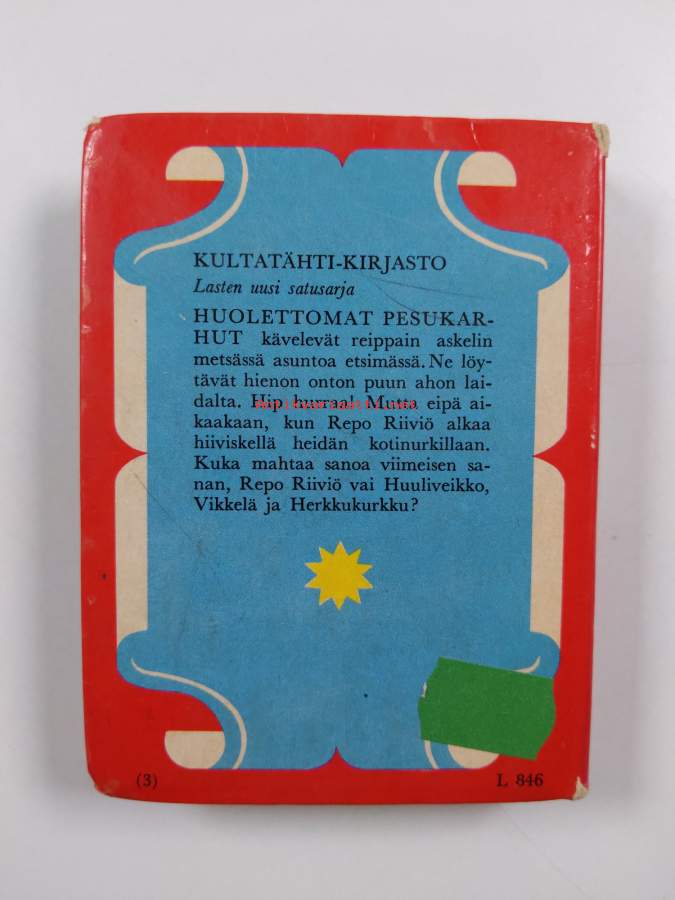 KULTATÄHTI-KIRJASTO
Lasten uusi satusarja
HUOLETTOMAT PESUKAR-
HUT kävelevät reippain askelin
metsässä asuntoa etsimässä. Ne löy-
tävät hienon onton puun ahon lai-
dalta. Hip hurraa! Mutta eipä ai-
kaakaan, kun Repo Riiviö alkaa
hiiviskellä heidän kotinurkillaan.
Kuka mahtaa sanoa viimeisen sa-
nan, Repo Riiviö vai Huuliveikko,
Vikkelä ja Herkkukurkku?
(3)
L 846